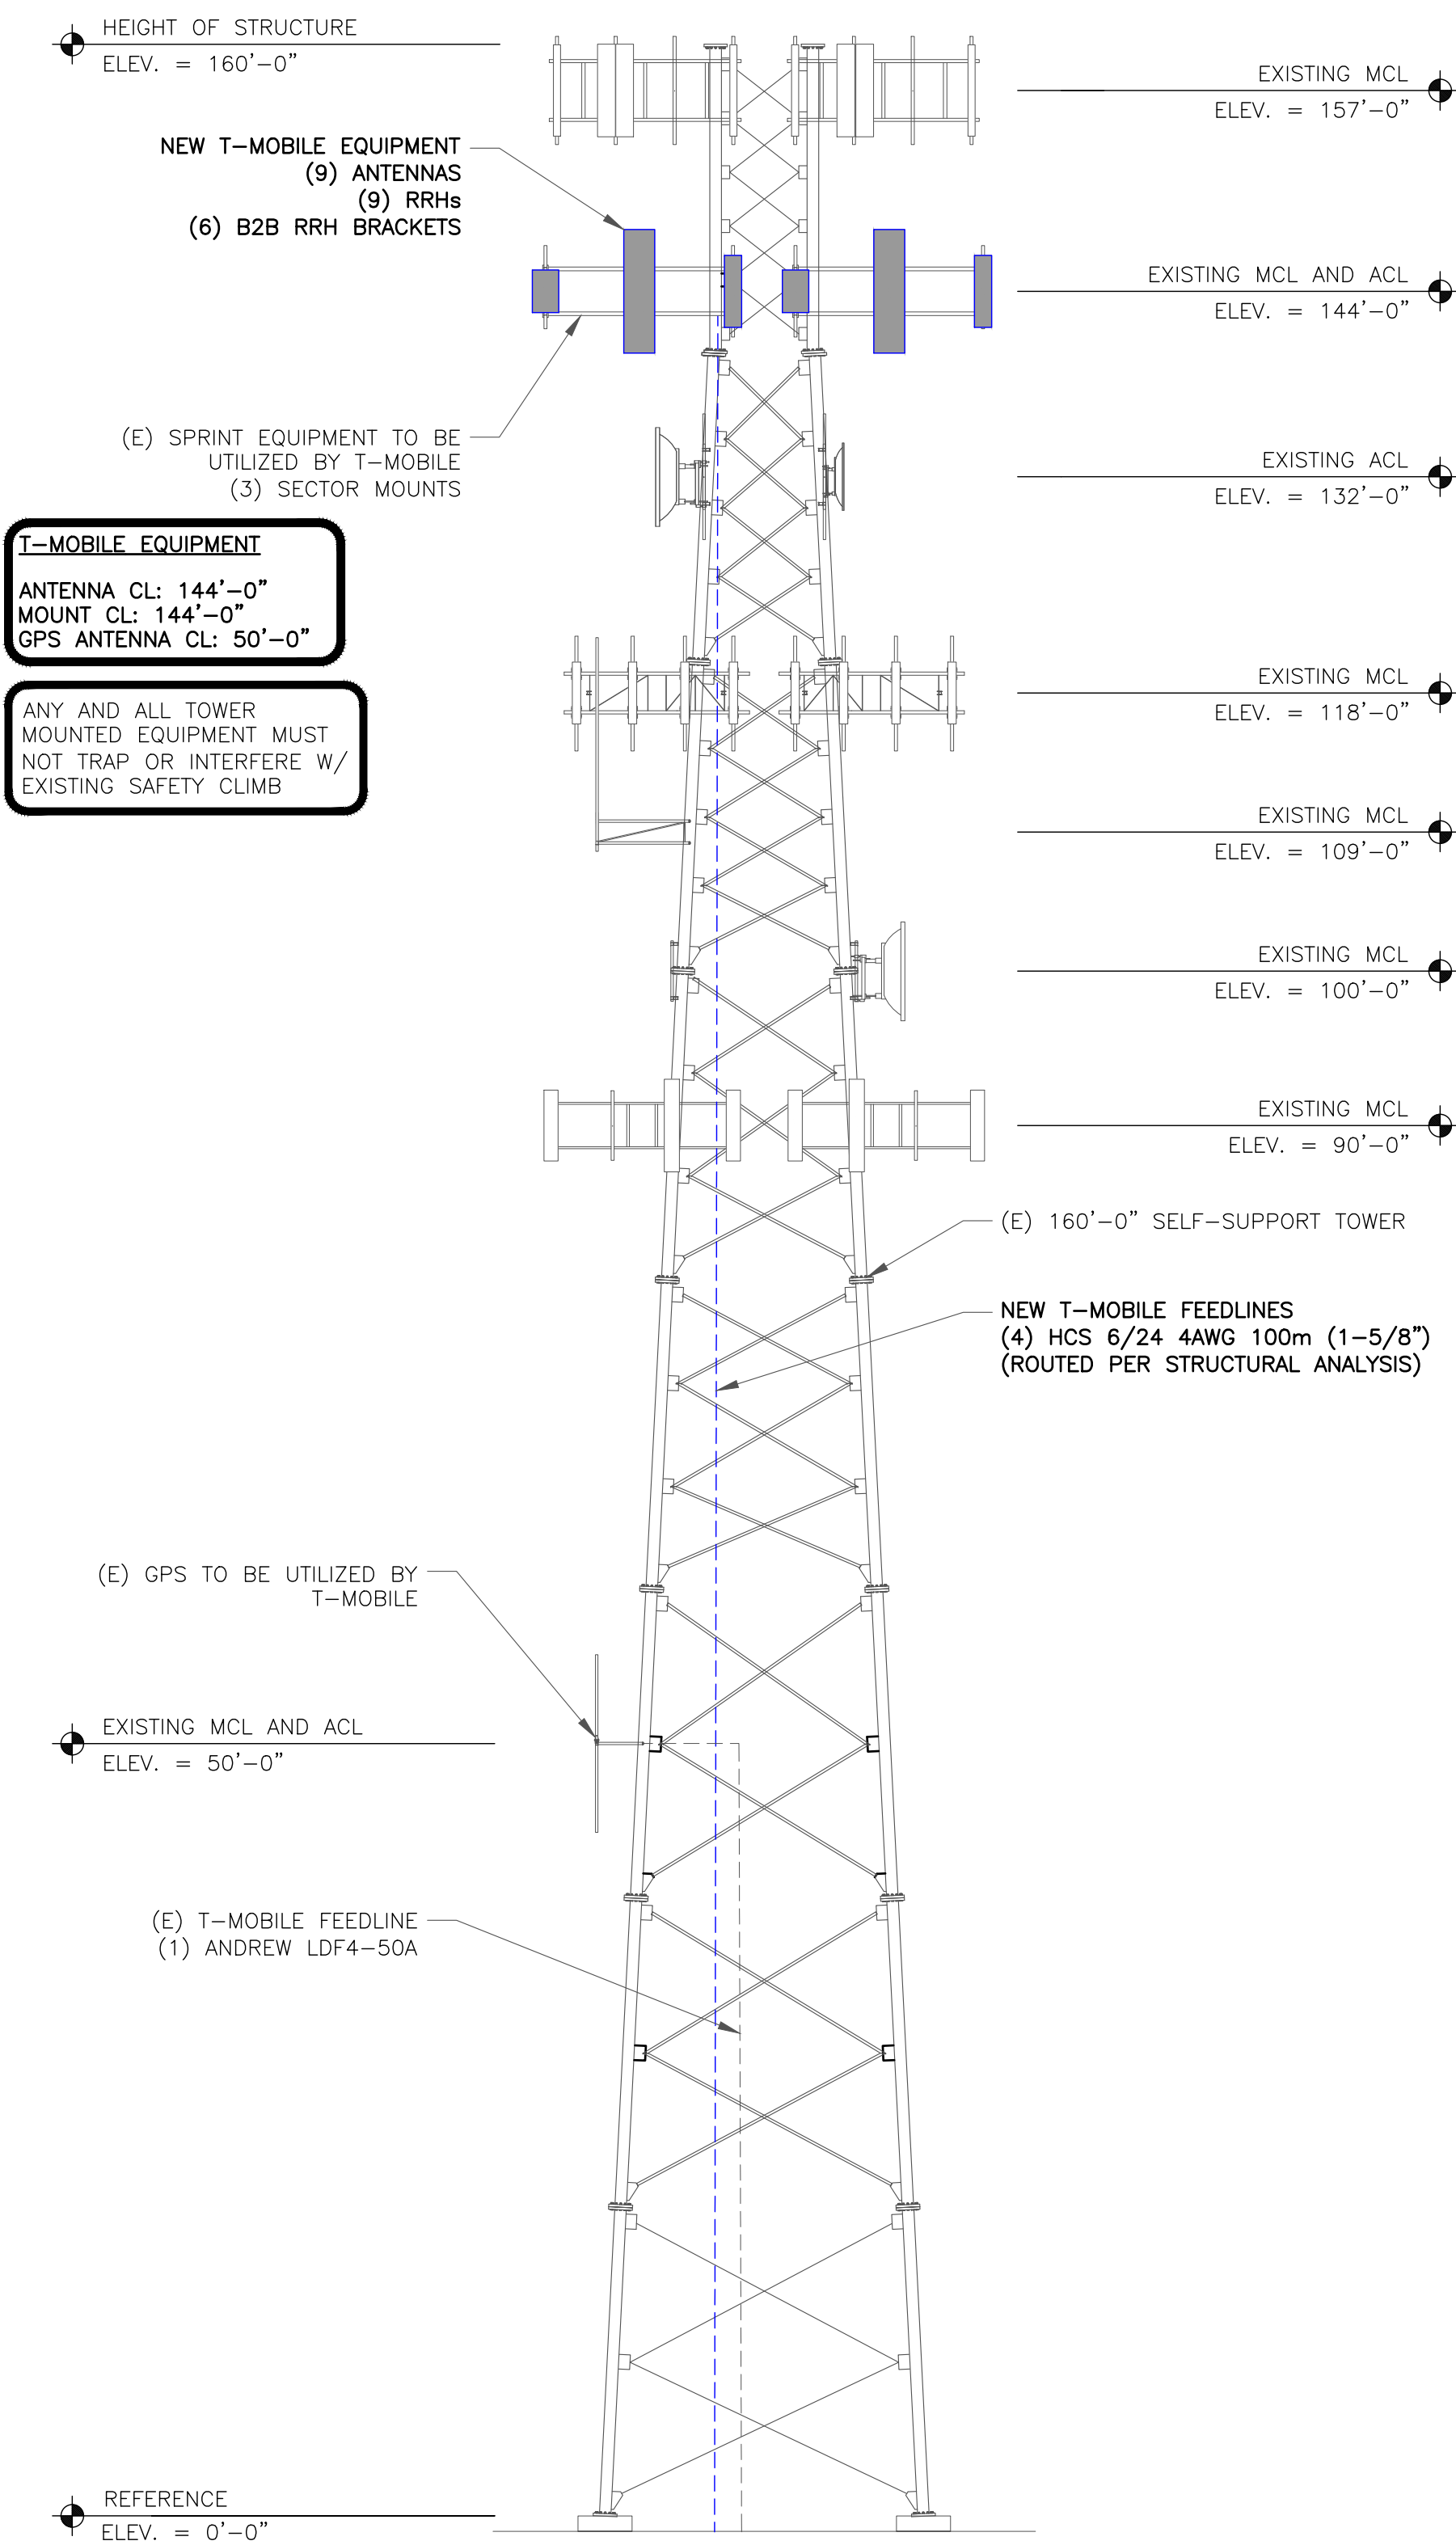 HEIGHT OF STRUCTURE
ELEV. = 160'-0"
EXISTING MCL
ELEV. = 157'-0"
NEW T-MOBILE EQUIPMENT
(9) ANTENNAS
(9) RRHs
(6) B2B RRH BRACKETS
EXISTING MCL AND ACL
ELEV. = 144'-0"
(E) SPRINT EQUIPMENT TO BE
UTILIZED BY T-MOBILE
(3) SECTOR MOUNTS
EXISTING ACL
ELEV. = 132'-0"
T-MOBILE EQUIPMENT
ANTENNA CL: 144'-0"
MOUNT CL: 144'-0"
GPS ANTENNA CL: 50'-0"
ANY AND ALL TOWER
MOUNTED EQUIPMENT MUST
NOT TRAP OR INTERFERE W/
EXISTING SAFETY CLIMB
EXISTING MCL
ELEV. = 118'-0"
EXISTING MCL
ELEV. = 109'-0"
EXISTING MCL
ELEV. = 100'-0"
EXISTING MCL
ELEV. = 90'-0"
(E) 160'-0" SELF-SUPPORT TOWER
NEW T-MOBILE FEEDLINES
(4) HCS 6/24 4AWG 100m (1-5/8")
(ROUTED PER STRUCTURAL ANALYSIS)
(E) GPS TO BE UTILIZED BY
T-MOBILE
EXISTING MCL AND ACL
ELEV. = 50'-0"
(E) T-MOBILE FEEDLINE
(1) ANDREW LDF4-50A
REFERENCE
ELEV. = 0'-0"